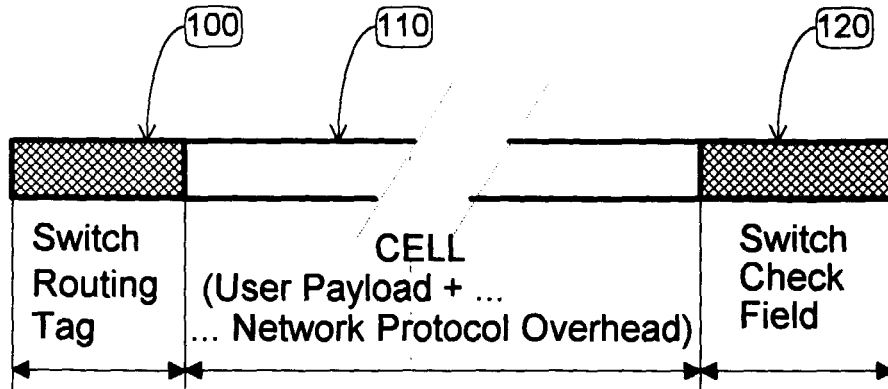 100
110
120
Switch
Routing
Tag
CELL
(User Payload + ...
... Network Protocol Overhead)
Switch
Check
Field